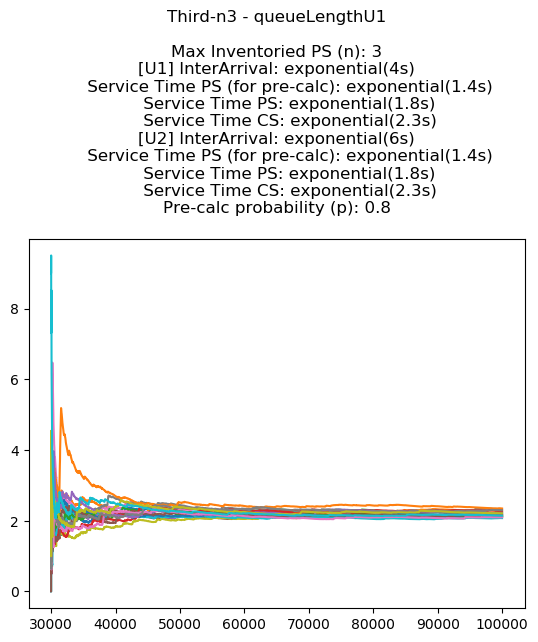 Third-n3 - queueLengthU1
Max Inventoried PS (n): 3
[U1] InterArrival: exponential(4s)
Service Time PS (for pre-calc): exponential(1.4s)
Service Time PS: exponential(1.8s)
Service Time CS: exponential(2.3s)
[U2] InterArrival: exponential(6s)
Service Time PS (for pre-calc): exponential(1.4s)
Service Time PS: exponential(1.8s)
Service Time CS: exponential(2.3s)
Pre-calc probability (p): 0.8
8
6
4
2
0
30000 40000 50000 60000 70000 80000 90000 100000